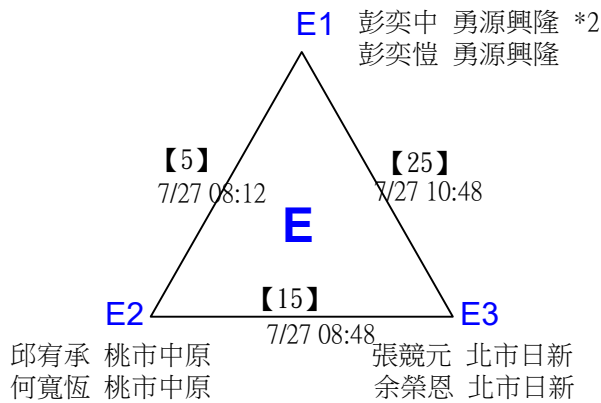 E1 彭奕中 勇源興隆 *2
彭奕愷 勇源興隆
【5】 【25】
7/27 08:12 7/27 10:48
E
【15】
E2 E3
7/27 08:48
邱宥承 桃市中原 張競元 北市日新
何寬恆 桃市中原 余榮恩 北市日新